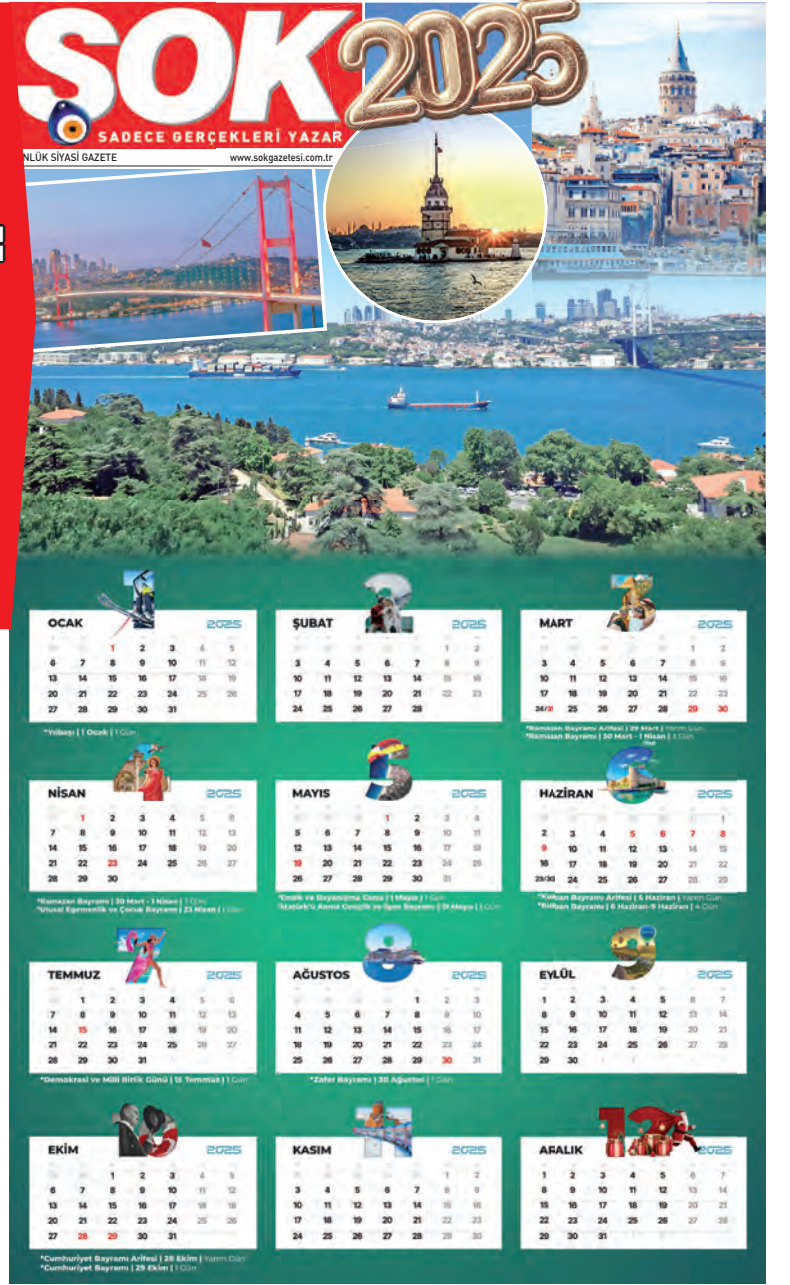 ŞOK
2025
SADECE GERÇEKLERİ YAZAR
NLÜK SİYASİ GAZETE www.sokgazetesi.com.tr
OCAK 1 2025
1 2 3 4 5
6 7 8 9 10 11 12
13 14 15 16 17 18 19
20 21 22 23 24 25 26
27 28 29 30 31
*Yılbaşı | 1 Ocak | 1 Gün
ŞUBAT 2 2025
1 2
3 4 5 6 7 8 9
10 11 12 13 14 15 16
17 18 19 20 21 22 23
24 25 26 27 28
MART 3 2025
1 2
3 4 5 6 7 8 9
10 11 12 13 14 15 16
17 18 19 20 21 22 23
24/31 25 26 27 28 29 30
*Ramazan Bayramı Arifesi | 29 Mart | Yarım Gün
*Ramazan Bayramı | 30 Mart - 1 Nisan | 3 Gün
NİSAN 4 2025
1 2 3 4 5 6
7 8 9 10 11 12 13
14 15 16 17 18 19 20
21 22 23 24 25 26 27
28 29 30
*Ramazan Bayramı | 30 Mart - 1 Nisan | 3 Gün
*Ulusal Egemenlik ve Çocuk Bayramı | 23 Nisan | 1 Gün
MAYIS 5 2025
1 2 3 4
5 6 7 8 9 10 11
12 13 14 15 16 17 18
19 20 21 22 23 24 25
26 27 28 29 30 31
*Emek ve Dayanışma Günü | 1 Mayıs | 1 Gün
*Atatürk'ü Anma Gençlik ve Spor Bayramı | 19 Mayıs | 1 Gün
HAZİRAN 6 2025
1
2 3 4 5 6 7 8
9 10 11 12 13 14 15
16 17 18 19 20 21 22
23/30 24 25 26 27 28 29
*Kurban Bayramı Arifesi | 5 Haziran | Yarım Gün
*Kurban Bayramı | 6 Haziran-9 Haziran | 4 Gün
TEMMUZ 7 2025
1 2 3 4 5 6
7 8 9 10 11 12 13
14 15 16 17 18 19 20
21 22 23 24 25 26 27
28 29 30 31
*Demokrasi ve Milli Birlik Günü | 15 Temmuz | 1 Gün
AĞUSTOS 8 2025
1 2 3
4 5 6 7 8 9 10
11 12 13 14 15 16 17
18 19 20 21 22 23 24
25 26 27 28 29 30 31
*Zafer Bayramı | 30 Ağustos | 1 Gün
EYLÜL 9 2025
1 2 3 4 5 6 7
8 9 10 11 12 13 14
15 16 17 18 19 20 21
22 23 24 25 26 27 28
29 30
EKİM 10 2025
1 2 3 4 5
6 7 8 9 10 11 12
13 14 15 16 17 18 19
20 21 22 23 24 25 26
27 28 29 30 31
*Cumhuriyet Bayramı Arifesi | 28 Ekim | Yarım Gün
*Cumhuriyet Bayramı | 29 Ekim | 1 Gün
KASIM 11 2025
1 2
3 4 5 6 7 8 9
10 11 12 13 14 15 16
17 18 19 20 21 22 23
24 25 26 27 28 29 30
ARALIK 12 2025
1 2 3 4 5 6 7
8 9 10 11 12 13 14
15 16 17 18 19 20 21
22 23 24 25 26 27 28
29 30 31